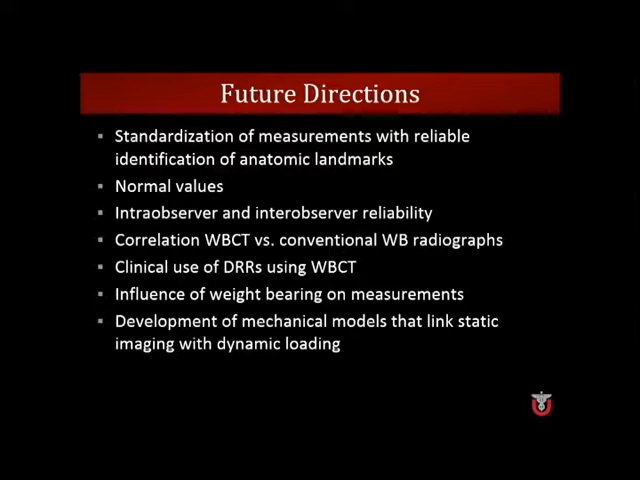 Future Directions
Standardization of measurements with reliable
identification of anatomic landmarks
Normal values
Intraobserver and interobserver reliability
Correlation WBCT vs. conventional WB radiographs
Clinical use of DRRs using WBCT
Influence of weight bearing on measurements
Development of mechanical models that link static
imaging with dynamic loading